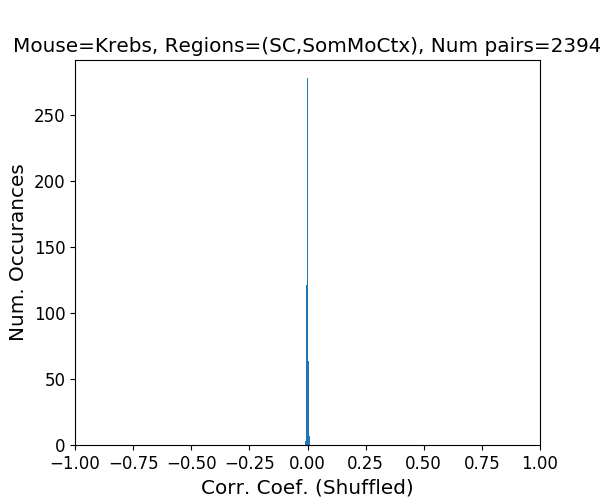 Mouse=Krebs, Regions=(SC,SomMoCtx), Num pairs=2394
250
200
150
100
50
0
Num. Occurances
−1.00 −0.75 −0.50 −0.25 0.00 0.25 0.50 0.75 1.00
Corr. Coef. (Shuffled)